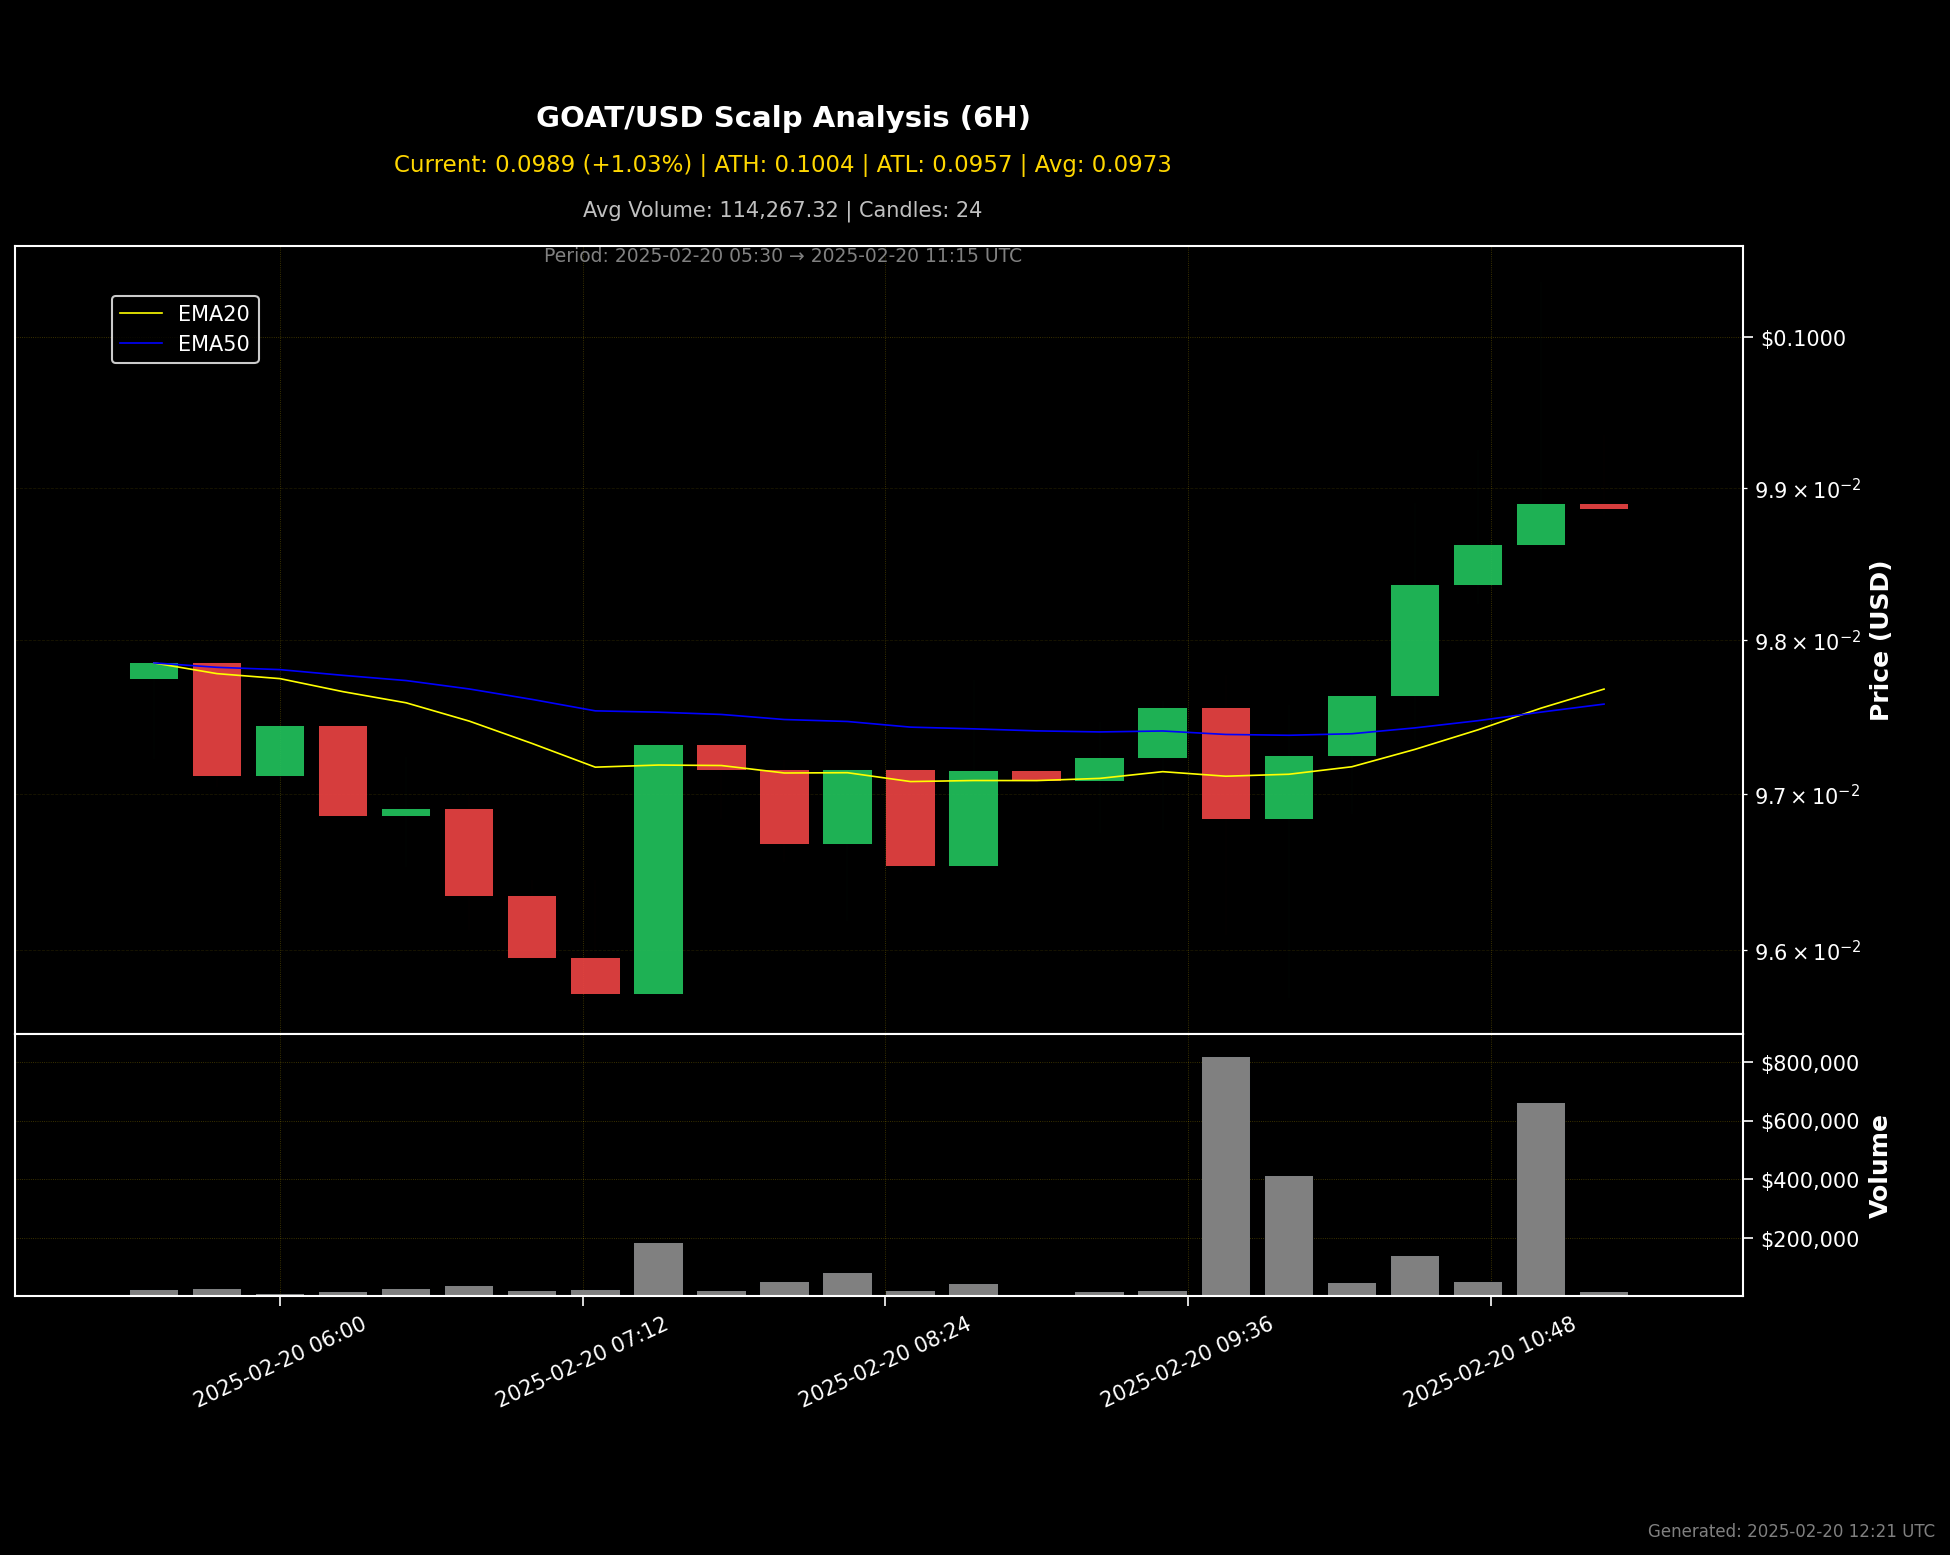 GOAT/USD Scalp Analysis (6H)
Current: 0.0989 (+1.03%) | ATH: 0.1004 | ATL: 0.0957 | Avg: 0.0973
Avg Volume: 114,267.32 | Candles: 24
Period: 2025-02-20 05:30 → 2025-02-20 11:15 UTC
EMA20
EMA50
$0.1000
9.9 × 10⁻²
9.8 × 10⁻²
9.7 × 10⁻²
9.6 × 10⁻²
Price (USD)
$800,000
$600,000
$400,000
$200,000
Volume
2025-02-20 06:00
2025-02-20 07:12
2025-02-20 08:24
2025-02-20 09:36
2025-02-20 10:48
Generated: 2025-02-20 12:21 UTC